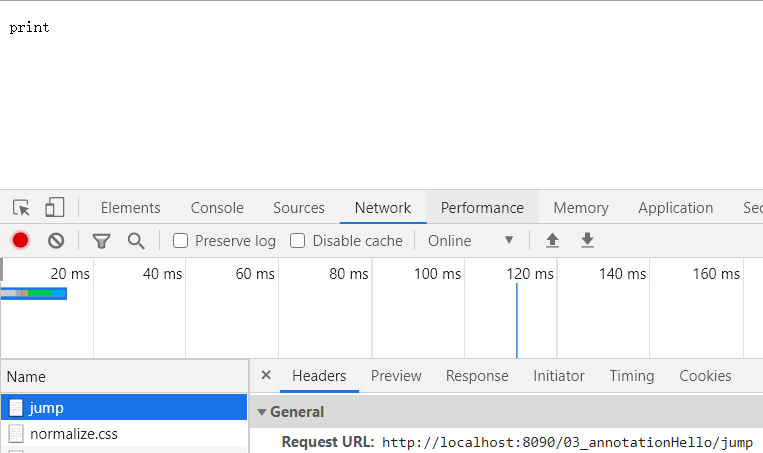 print
Elements Console Sources Network Performance Memory Application Sec
Preserve log Disable cache Online ▼
20 ms 40 ms 60 ms 80 ms 100 ms 120 ms 140 ms 160 ms
Name × Headers Preview Response Initiator Timing Cookies
jump
▼ General
normalize.css
Request URL: http://localhost:8090/03_annotationHello/jump